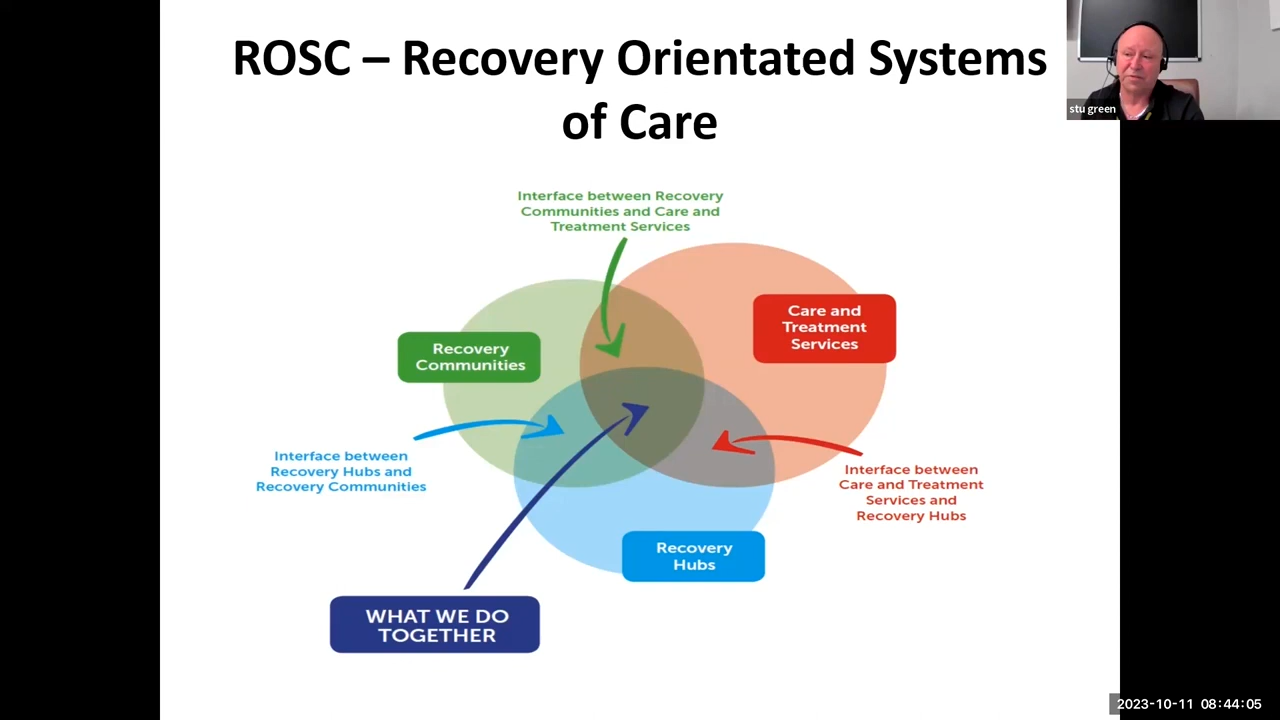 ROSC – Recovery Orientated Systems
of Care
stu green
Interface between Recovery
Communities and Care and
Treatment Services
Care and
Treatment
Services
Recovery
Communities
Interface between
Recovery Hubs and
Recovery Communities
Interface between
Care and Treatment
Services and
Recovery Hubs
Recovery
Hubs
WHAT WE DO
TOGETHER
2023-10-11 08:44:05